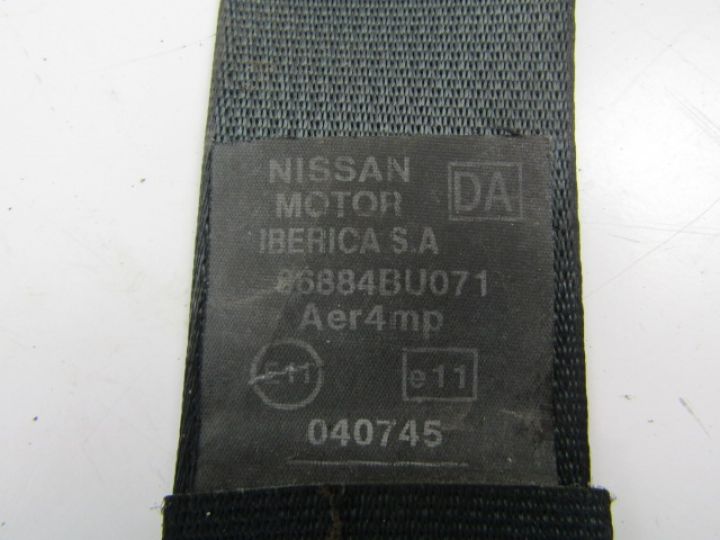 NISSAN
MOTOR
DA
IBERICA S.A
86884BU071
Aer4mp
E11
e11
040745